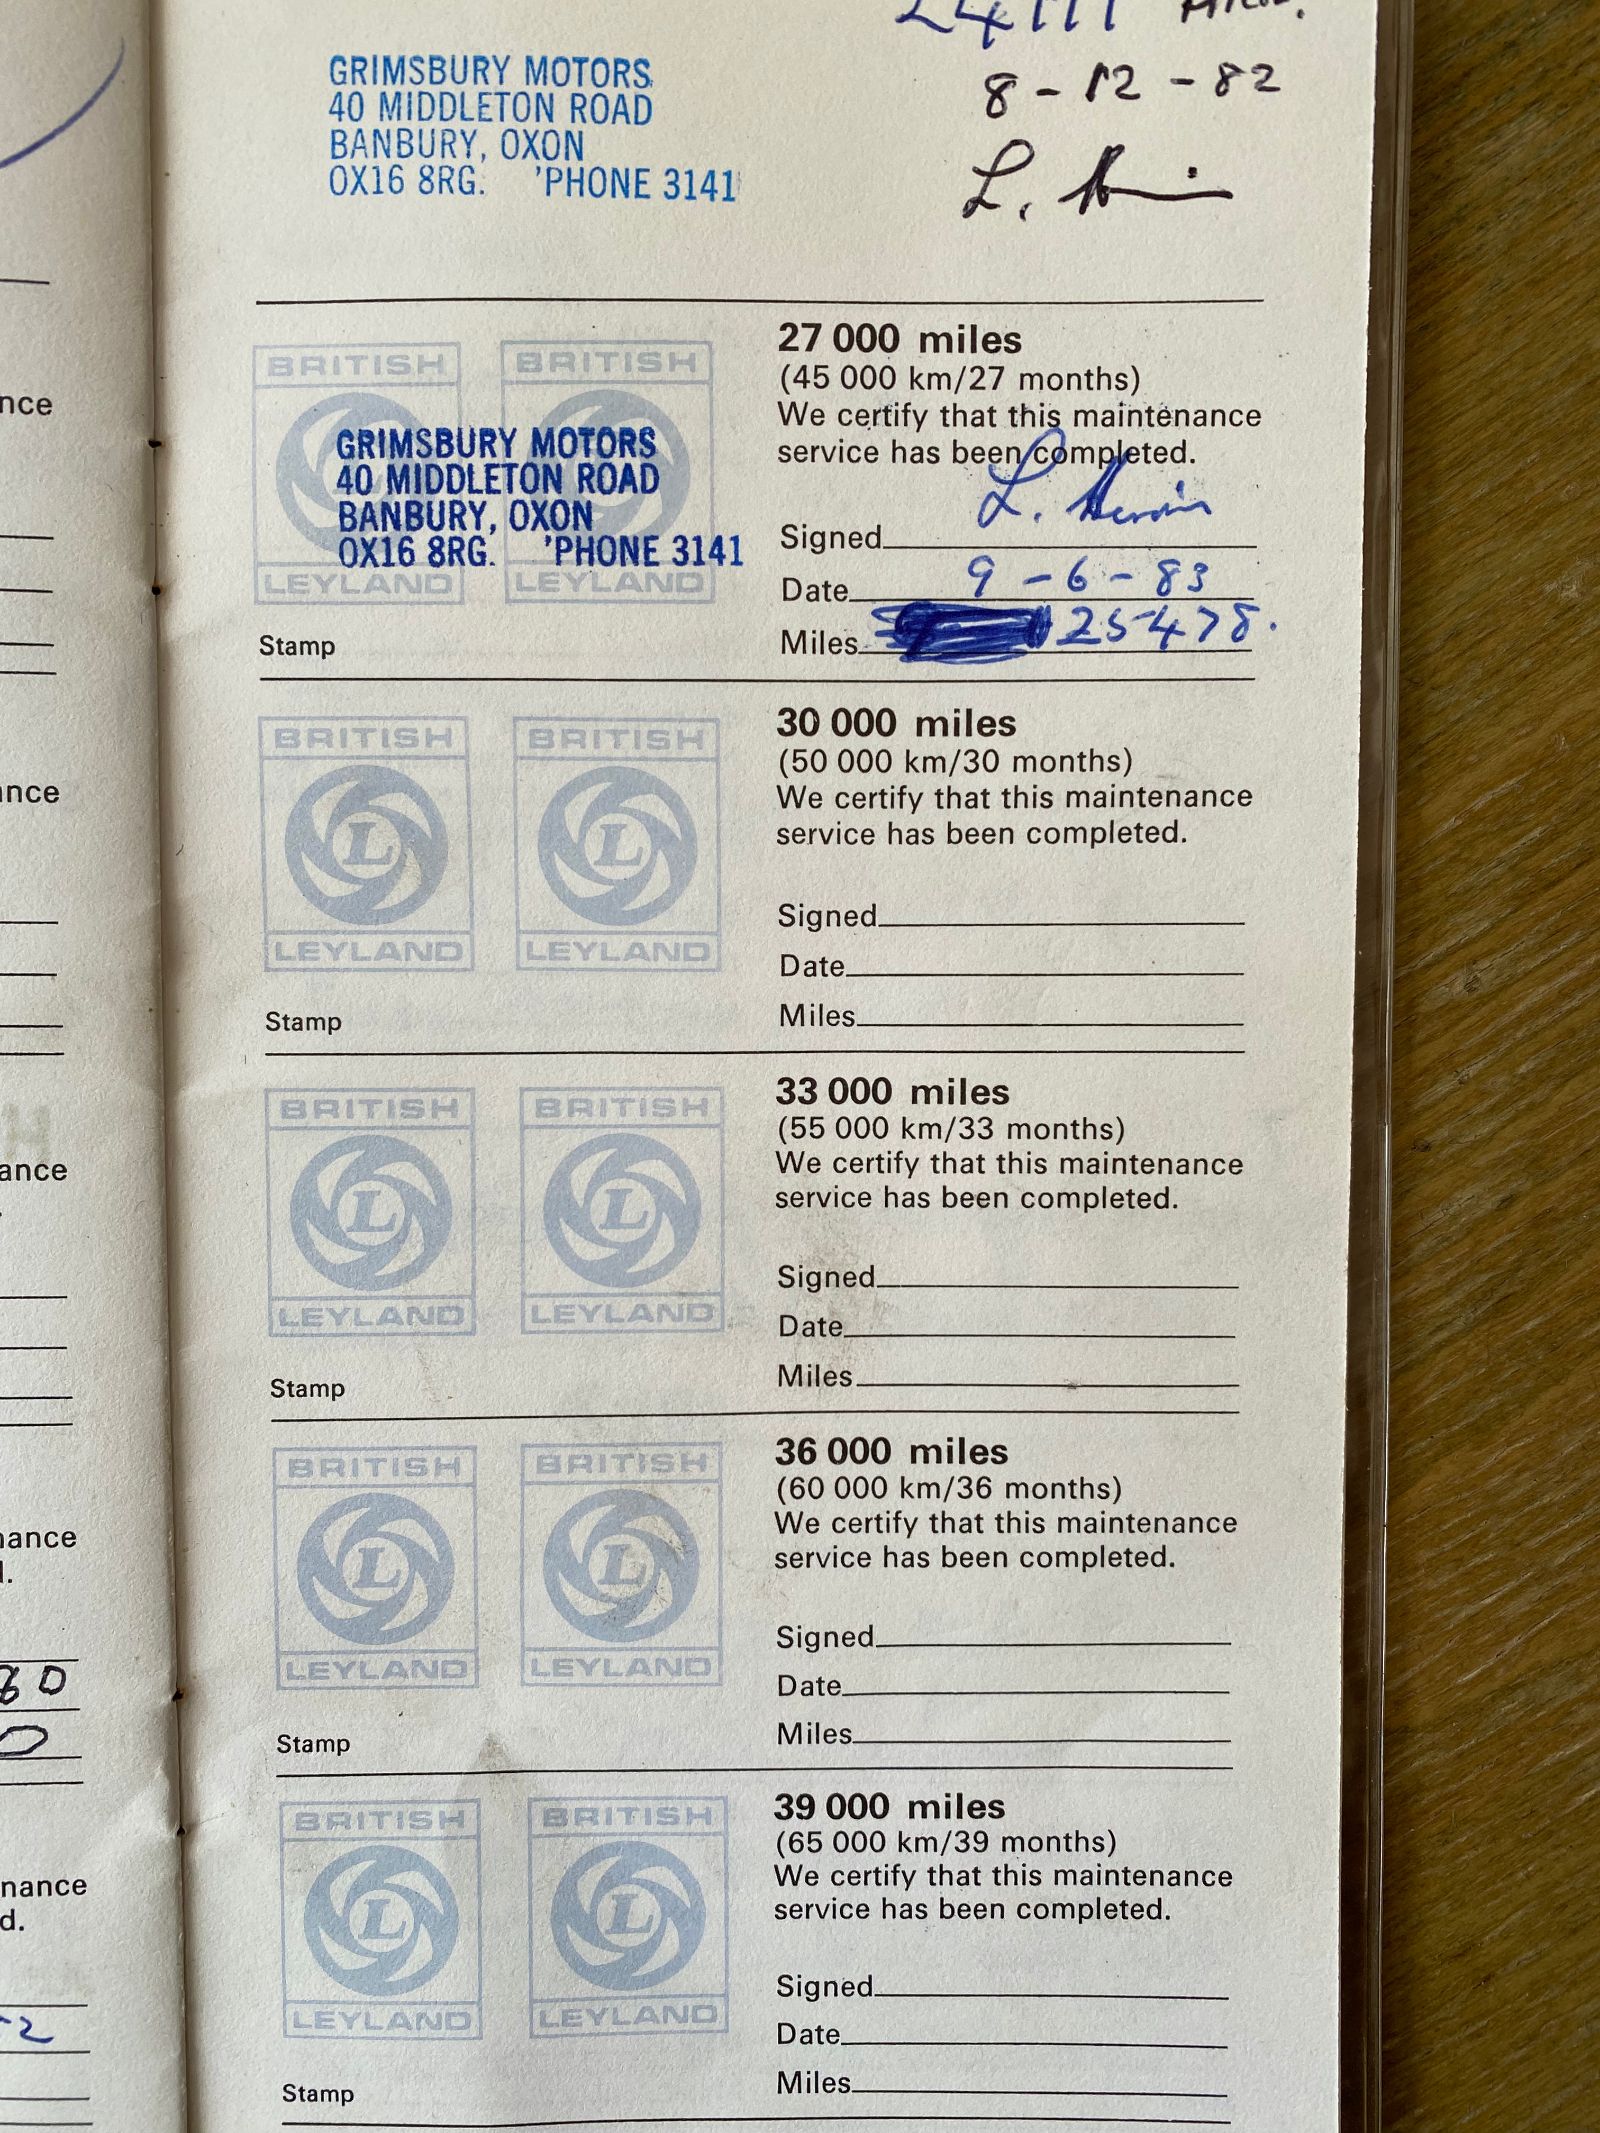 8-12-82
GRIMSBURY MOTORS
40 MIDDLETON ROAD
BANBURY, OXON
OX16 8RG. 'PHONE 3141
L.
27 000 miles
(45 000 km/27 months)
We certify that this maintenance
service has been completed.
BRITISH BRITISH
GRIMSBURY MOTORS
40 MIDDLETON ROAD
BANBURY, OXON
OX16 8RG. 'PHONE 3141
LEYLAND LEYLAND
Stamp
Signed L.
Date 9-6-83
Miles 25478.
30 000 miles
(50 000 km/30 months)
We certify that this maintenance
service has been completed.
BRITISH BRITISH
L L
LEYLAND LEYLAND
Stamp
Signed
Date
Miles
33 000 miles
(55 000 km/33 months)
We certify that this maintenance
service has been completed.
BRITISH BRITISH
L L
LEYLAND LEYLAND
Stamp
Signed
Date
Miles
36 000 miles
(60 000 km/36 months)
We certify that this maintenance
service has been completed.
BRITISH BRITISH
L L
LEYLAND LEYLAND
Stamp
Signed
Date
Miles
39 000 miles
(65 000 km/39 months)
We certify that this maintenance
service has been completed.
BRITISH BRITISH
L L
LEYLAND LEYLAND
Stamp
Signed
Date
Miles